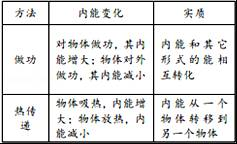 方法 内能变化 实质
做功
对物体做功，其内
能增大；物体对外
做功，其内能减小
内能和其它
形式的能相
互转化
热传
递
物体吸热，内能增
大；物体放热，内
能减小
内能从一个
物体转移到
另一个物体